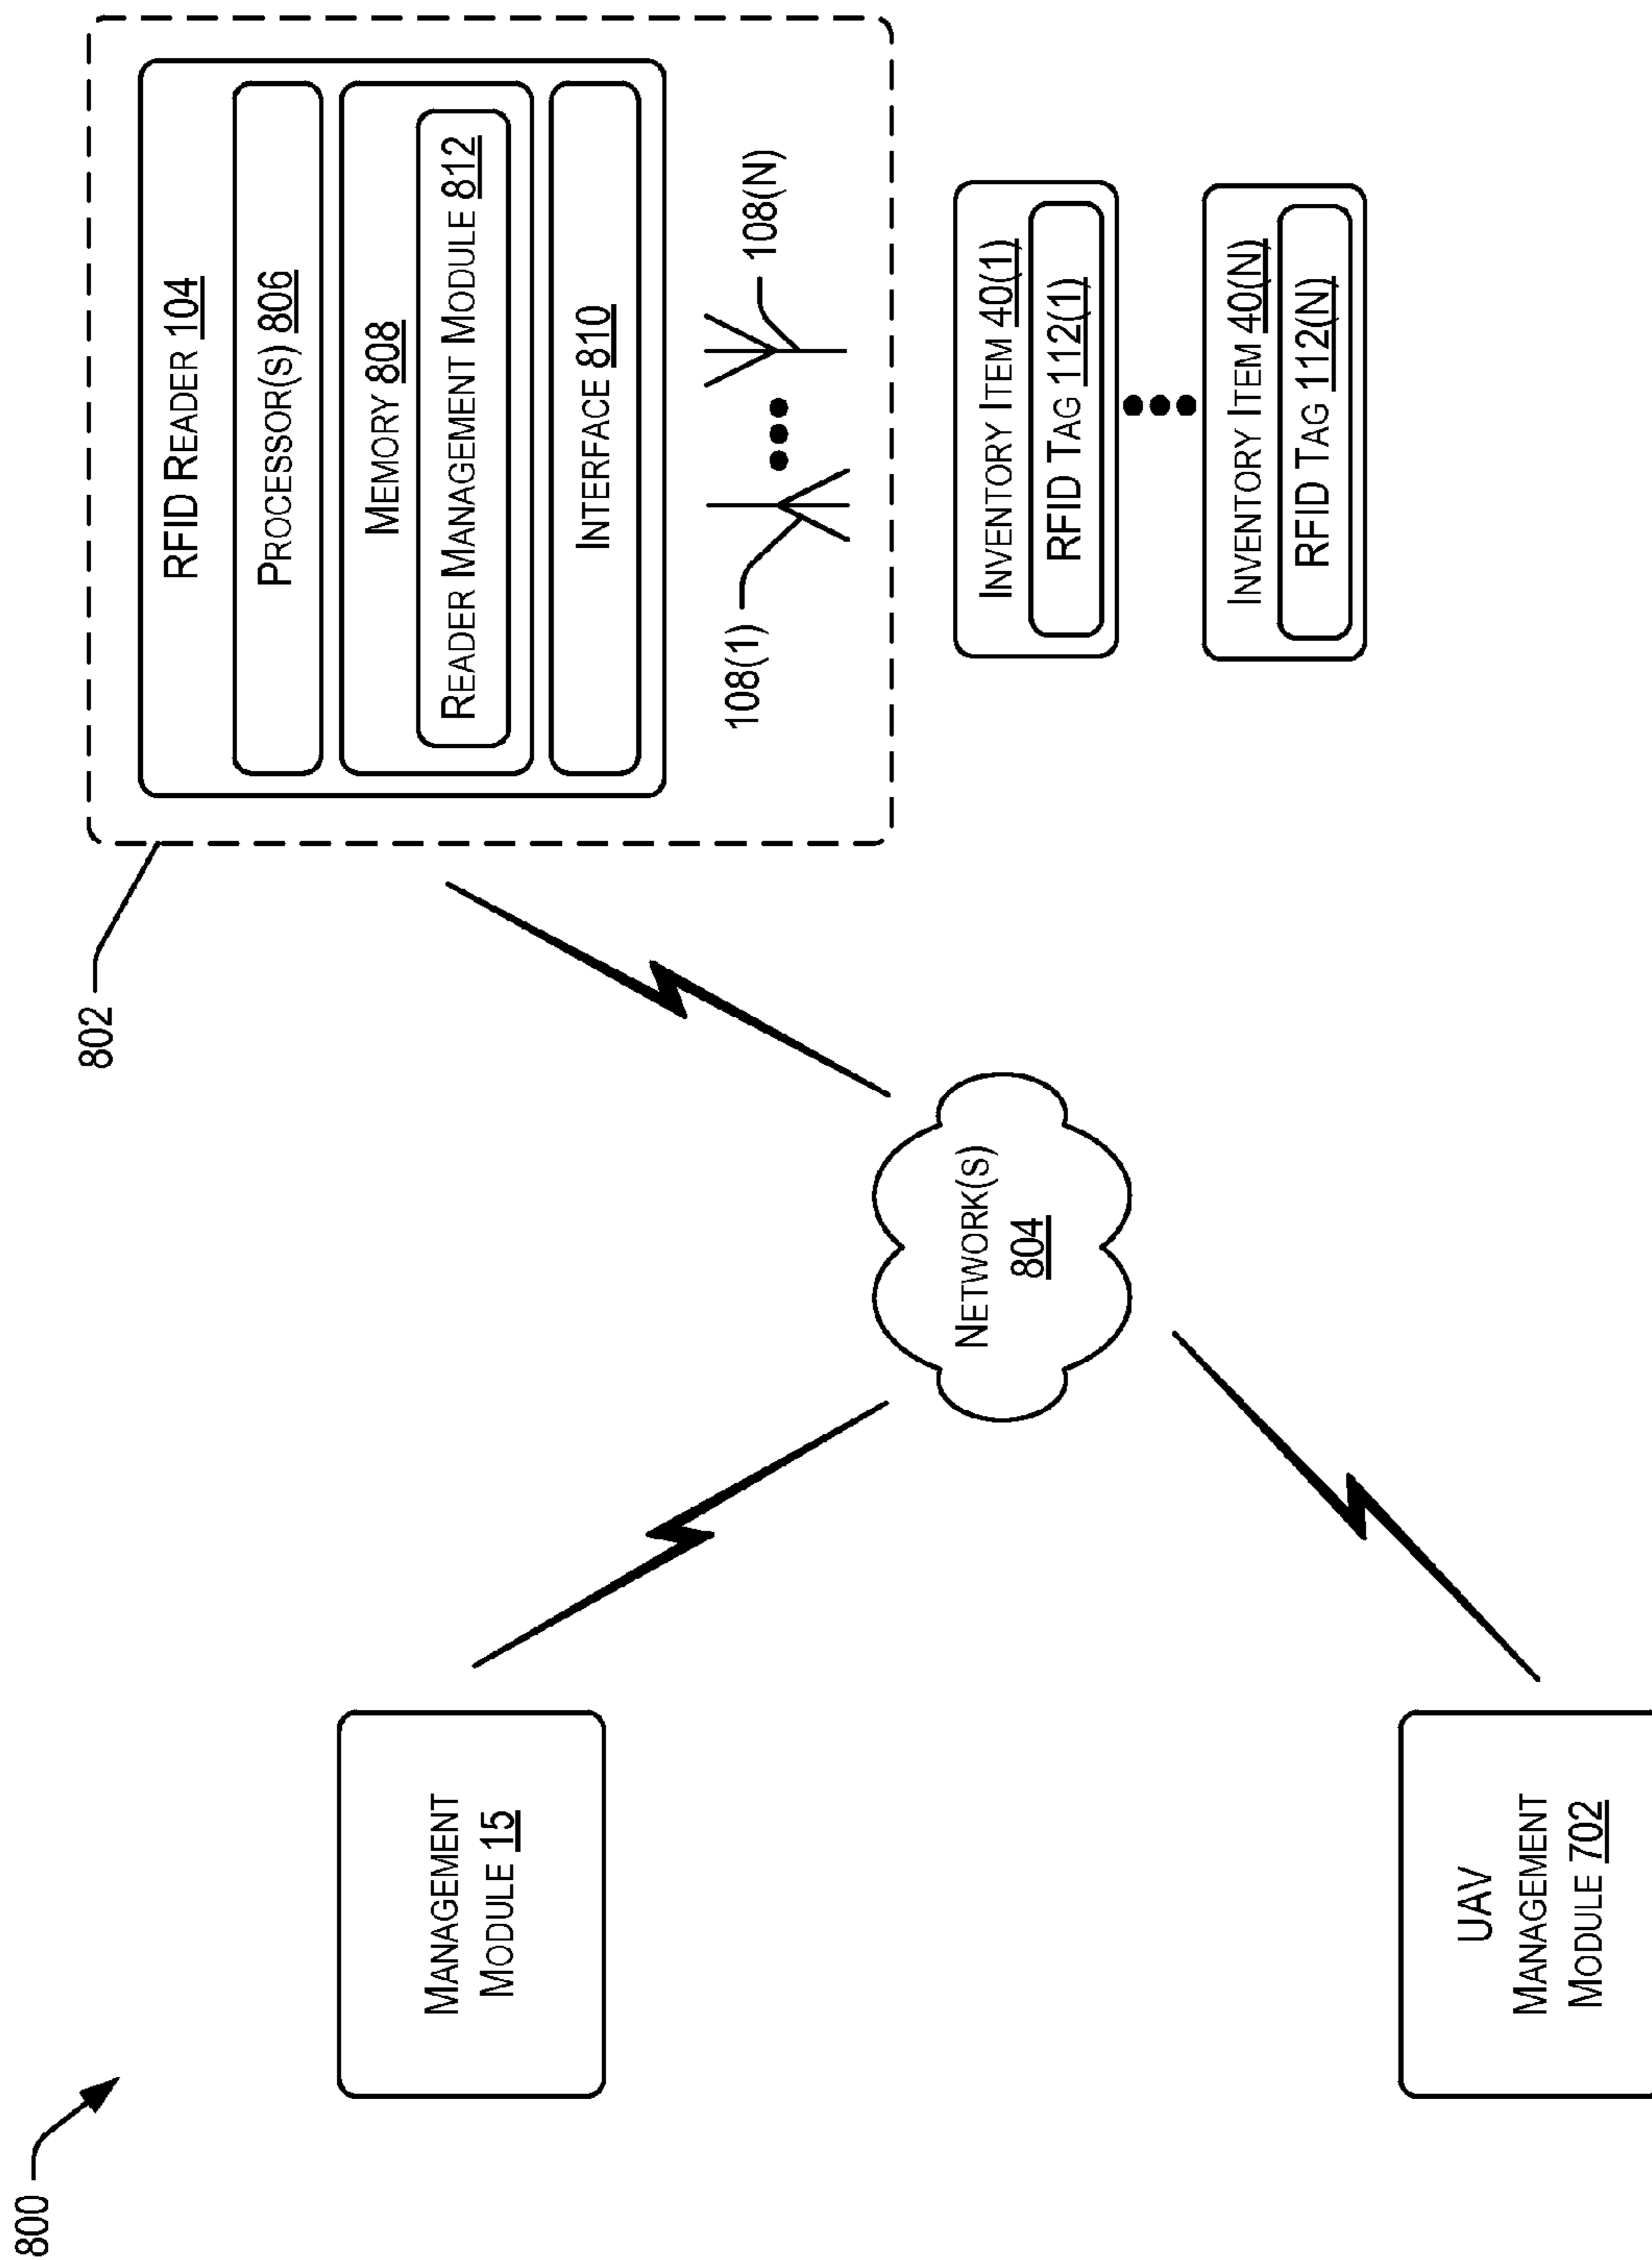 800
802
RFID READER 104
PROCESSOR(S) 806
MEMORY 808
READER MANAGEMENT MODULE 812
INTERFACE 810
108(1)
108(N)
MANAGEMENT
MODULE 15
NETWORK(S)
804
INVENTORY ITEM 40(1)
RFID TAG 112(1)
INVENTORY ITEM 40(N)
RFID TAG 112(N)
UAV
MANAGEMENT
MODULE 702